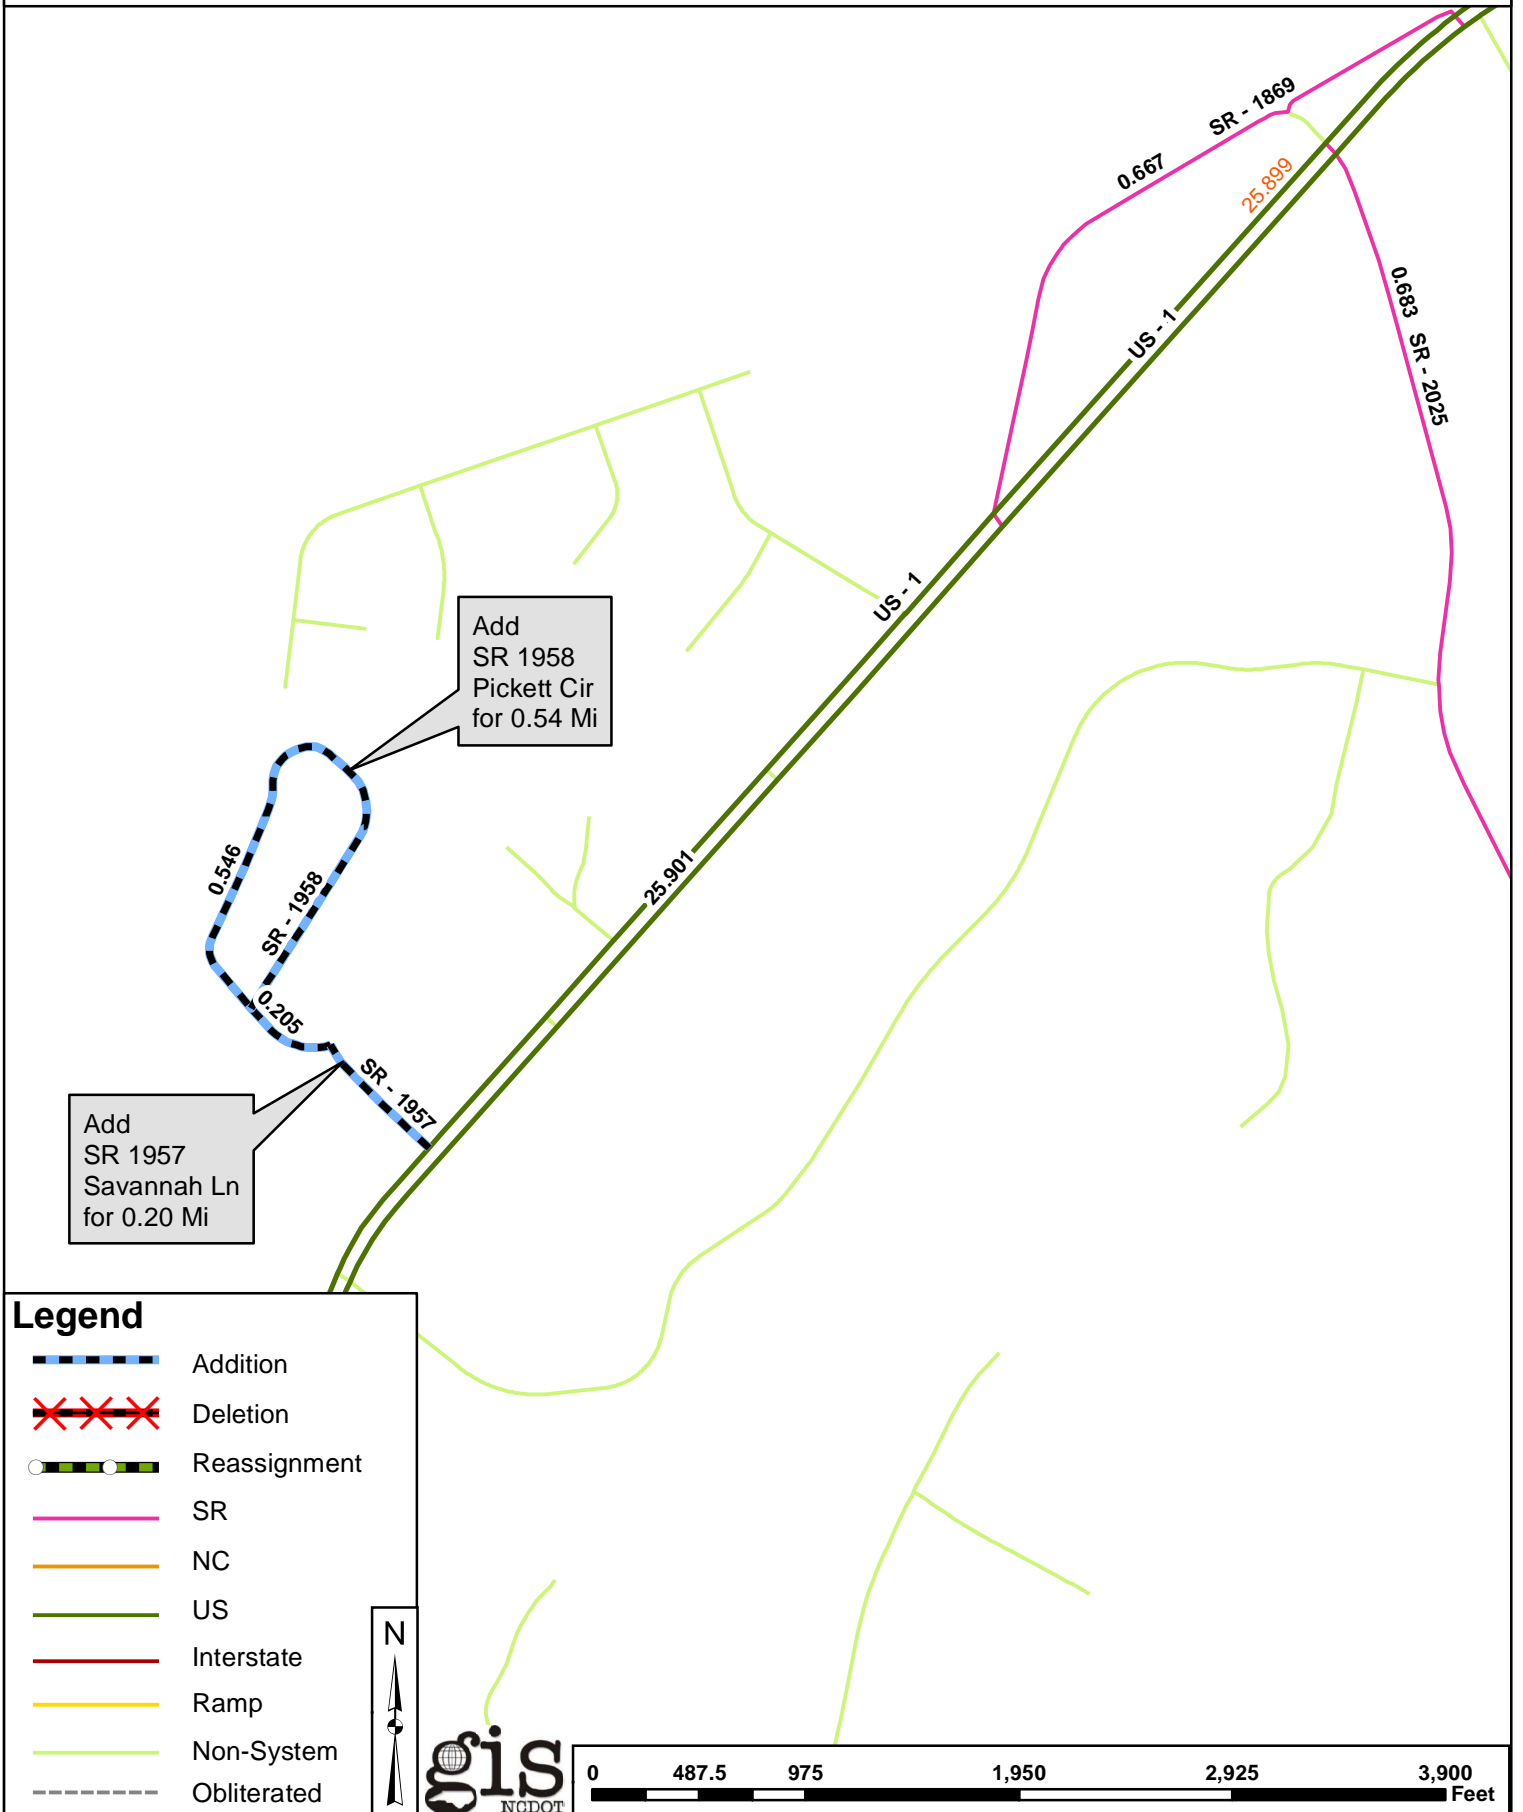 SR - 1869
0.667
25.899
US - 1
0.683 SR - 2025
US - 1
Add
SR 1958
Pickett Cir
for 0.54 Mi
0.546
SR - 1958
25.901
0.205
SR - 1957
Add
SR 1957
Savannah Ln
for 0.20 Mi
Legend
Addition
Deletion
Reassignment
SR
NC
US
Interstate
Ramp
Non-System
Obliterated
N
gis
NCDOT
0 487.5 975 1,950 2,925 3,900
Feet